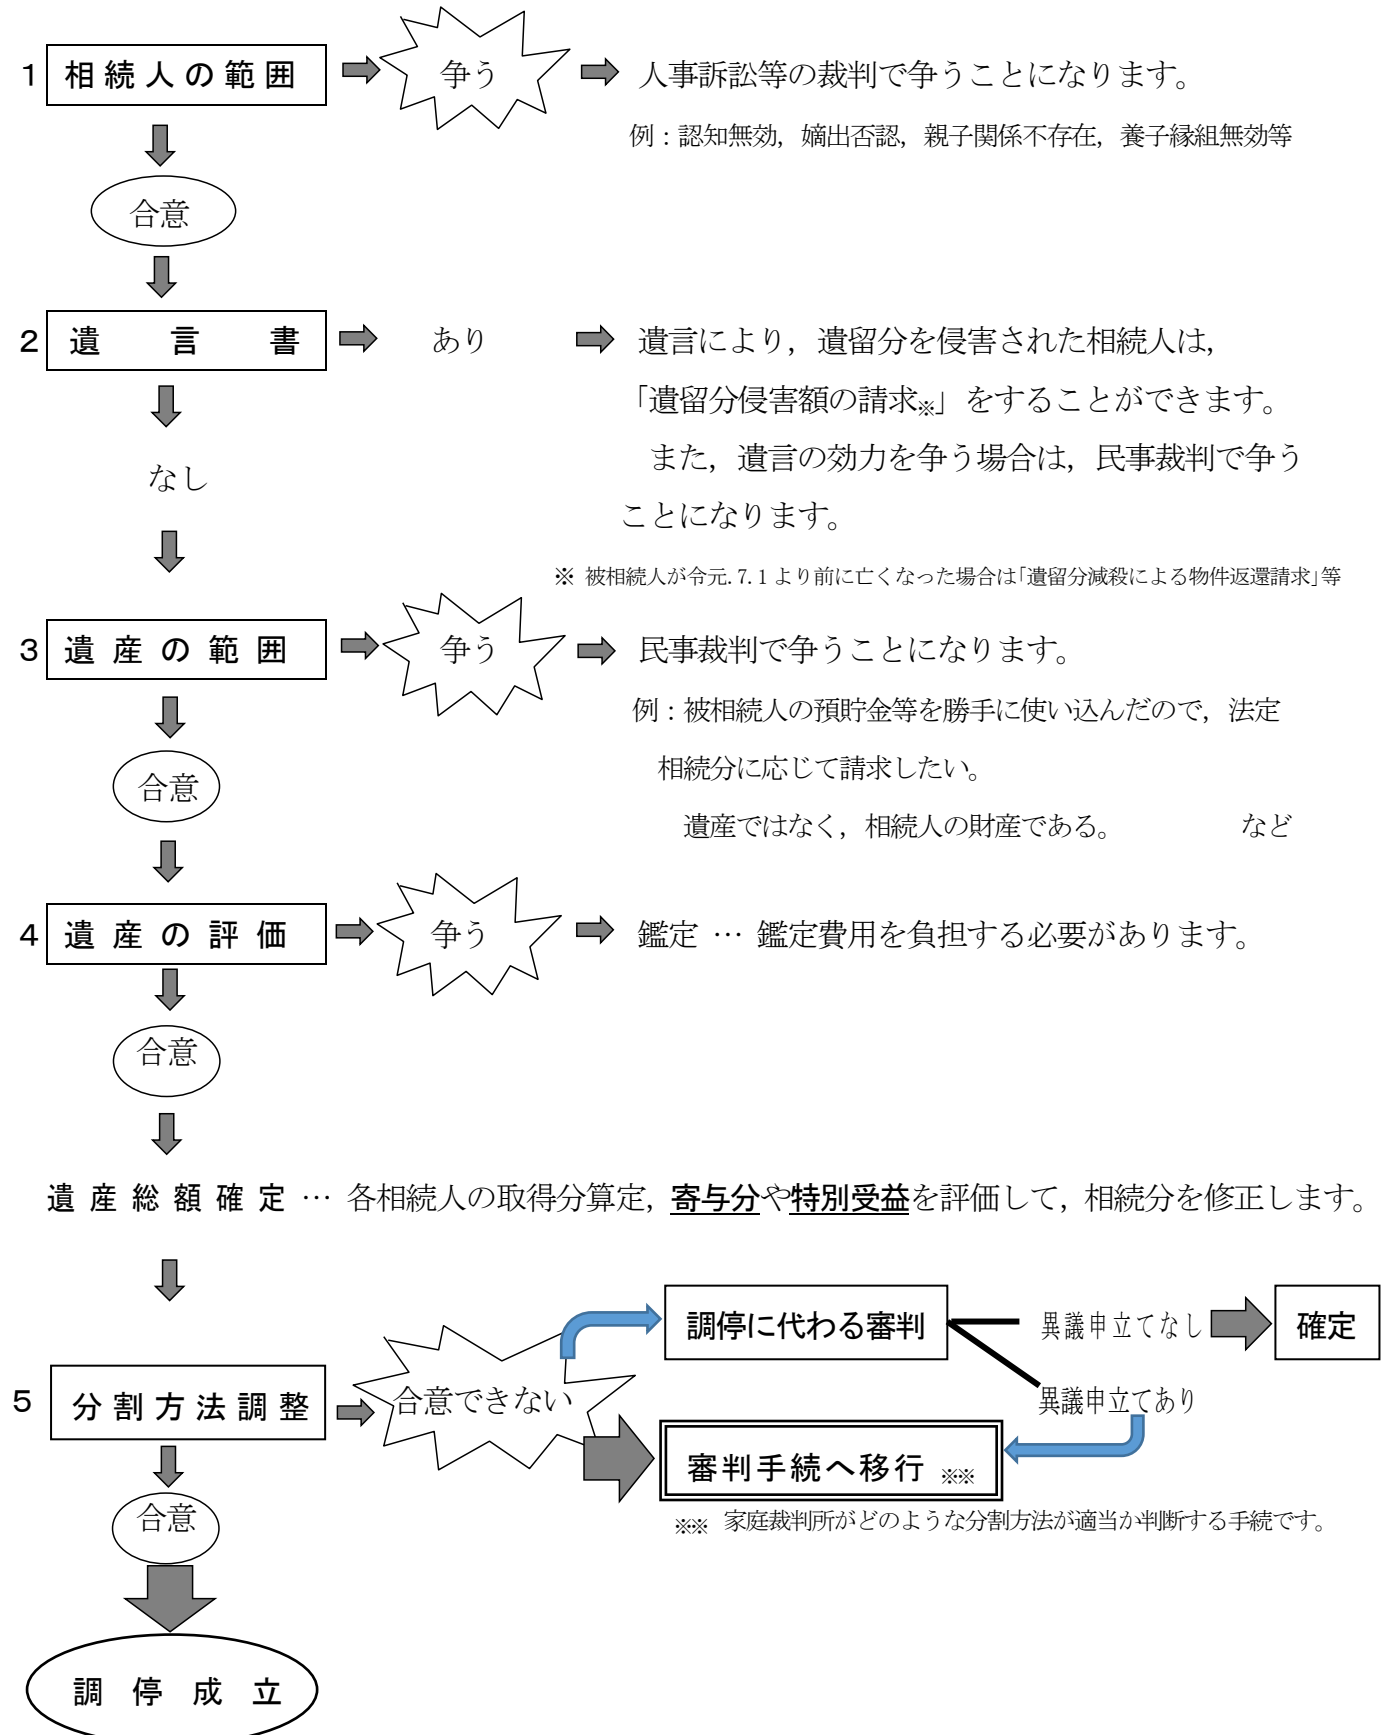 1 相続人の範囲 争う 人事訴訟等の裁判で争うことになります。
例：認知無効，嫡出否認，親子関係不存在，養子縁組無効等
合意
2 遺言書 あり 遺言により，遺留分を侵害された相続人は，
「遺留分侵害額の請求※」をすることができます。
また，遺言の効力を争う場合は，民事裁判で争う
なし
ことになります。
※ 被相続人が令元.7.1より前に亡くなった場合は「遺留分減殺による物件返還請求」等
3 遺産の範囲 争う 民事裁判で争うことになります。
例：被相続人の預貯金等を勝手に使い込んだので，法定
相続分に応じて請求したい。
合意
遺産ではなく，相続人の財産である。 など
4 遺産の評価 争う 鑑定 … 鑑定費用を負担する必要があります。
合意
遺産総額確定 … 各相続人の取得分算定，寄与分や特別受益を評価して，相続分を修正します。
調停に代わる審判 異議申立てなし 確定
5 分割方法調整 合意できない 異議申立てあり
審判手続へ移行 ※※
合意
※※ 家庭裁判所がどのような分割方法が適当か判断する手続です。
調停成立